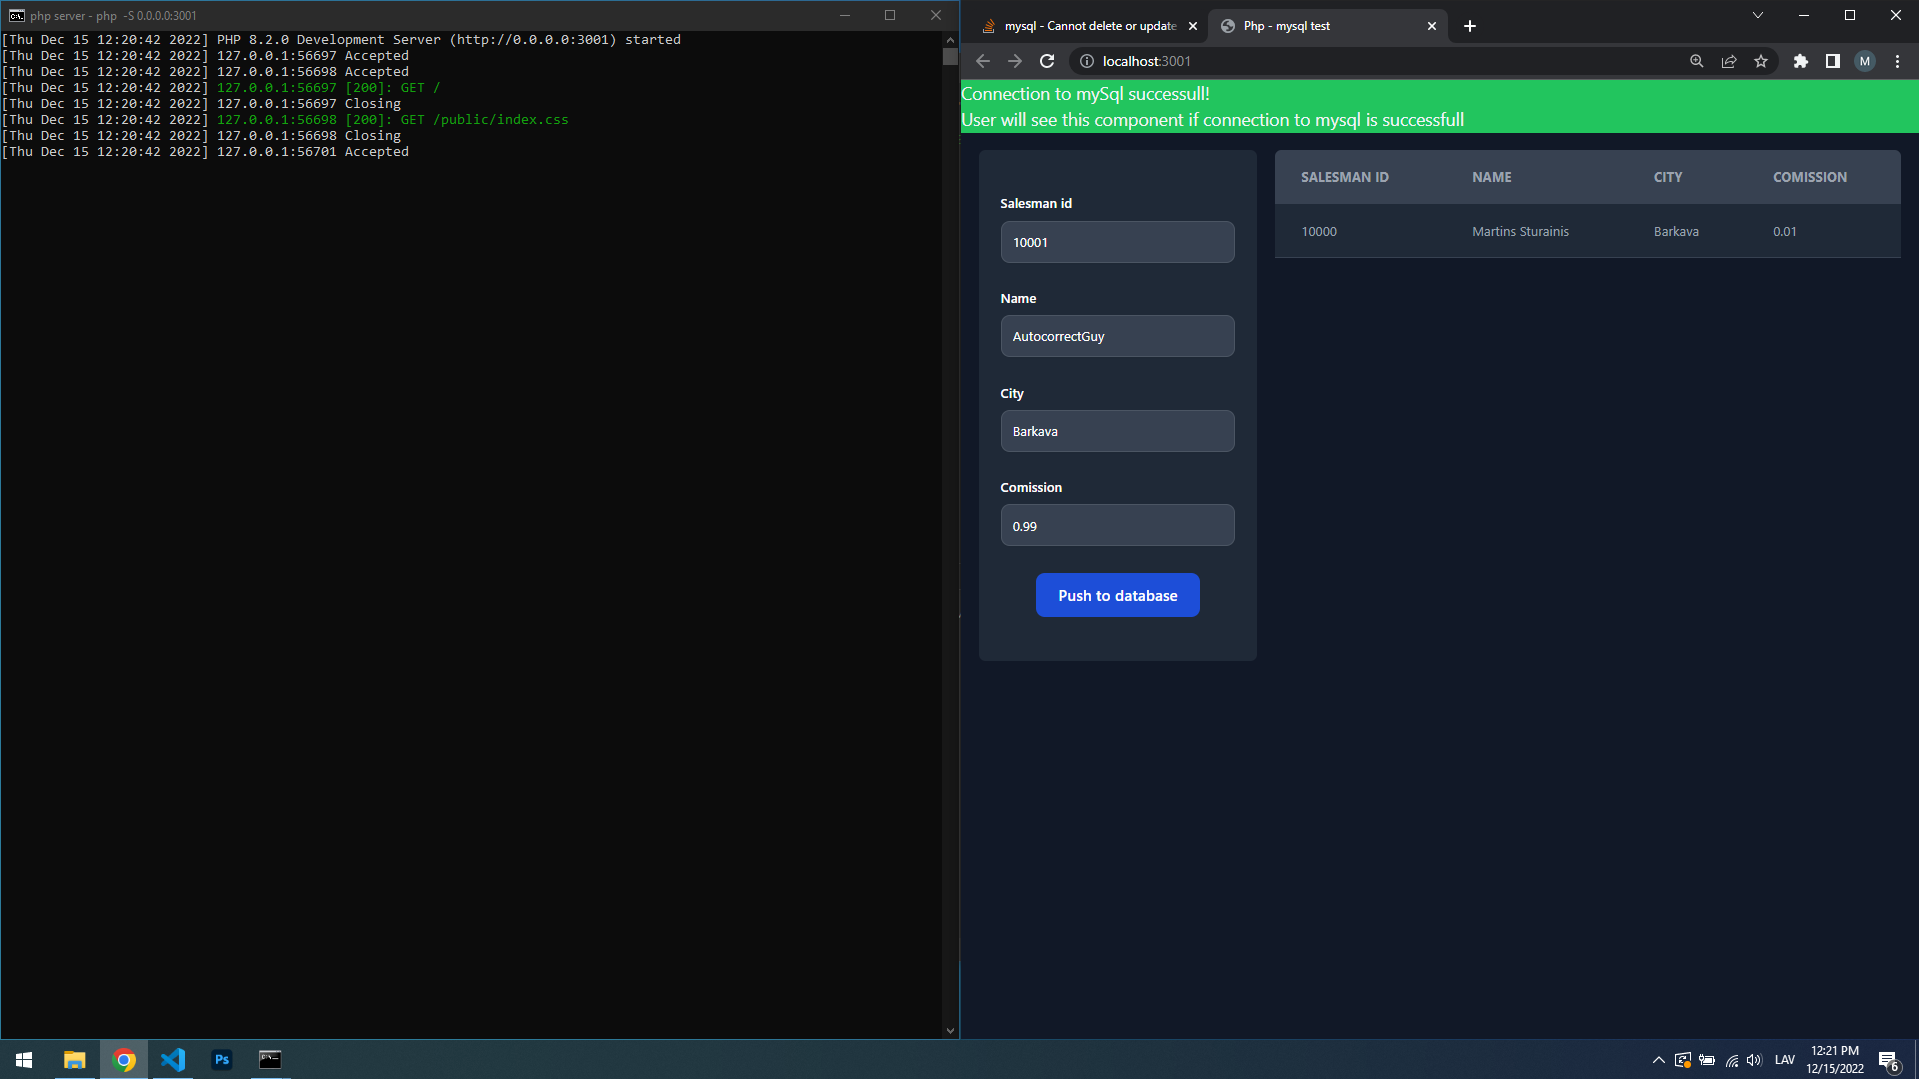 php server - php  -S 0.0.0.0:3001
[Thu Dec 15 12:20:42 2022] PHP 8.2.0 Development Server (http://0.0.0.0:3001) started
[Thu Dec 15 12:20:42 2022] 127.0.0.1:56697 Accepted
[Thu Dec 15 12:20:42 2022] 127.0.0.1:56698 Accepted
[Thu Dec 15 12:20:42 2022] 127.0.0.1:56697 [200]: GET /
[Thu Dec 15 12:20:42 2022] 127.0.0.1:56697 Closing
[Thu Dec 15 12:20:42 2022] 127.0.0.1:56698 [200]: GET /public/index.css
[Thu Dec 15 12:20:42 2022] 127.0.0.1:56698 Closing
[Thu Dec 15 12:20:42 2022] 127.0.0.1:56701 Accepted
mysql - Cannot delete or update
Php - mysql test
localhost:3001
M
Connection to mySql successull!
User will see this component if connection to mysql is successfull
Salesman id
10001
Name
AutocorrectGuy
City
Barkava
Comission
0.99
Push to database
SALESMAN ID NAME CITY COMISSION
10000 Martins Sturainis Barkava 0.01
Ps
LAV
12:21 PM
12/15/2022
6